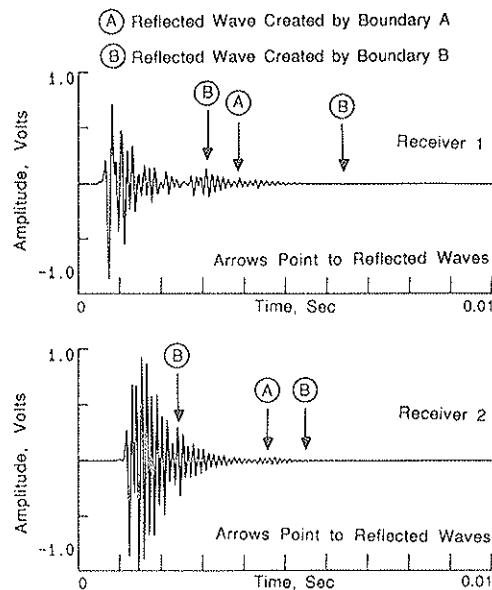 Ⓐ Reflected Wave Created by Boundary A
Ⓑ Reflected Wave Created by Boundary B
1.0
Ⓑ Ⓐ Ⓑ
Receiver 1
Amplitude, Volts
Arrows Point to Reflected Waves
-1.0
0 Time, Sec 0.01
1.0
Ⓑ Ⓐ Ⓑ
Receiver 2
Amplitude, Volts
Arrows Point to Reflected Waves
-1.0
0 Time, Sec 0.01